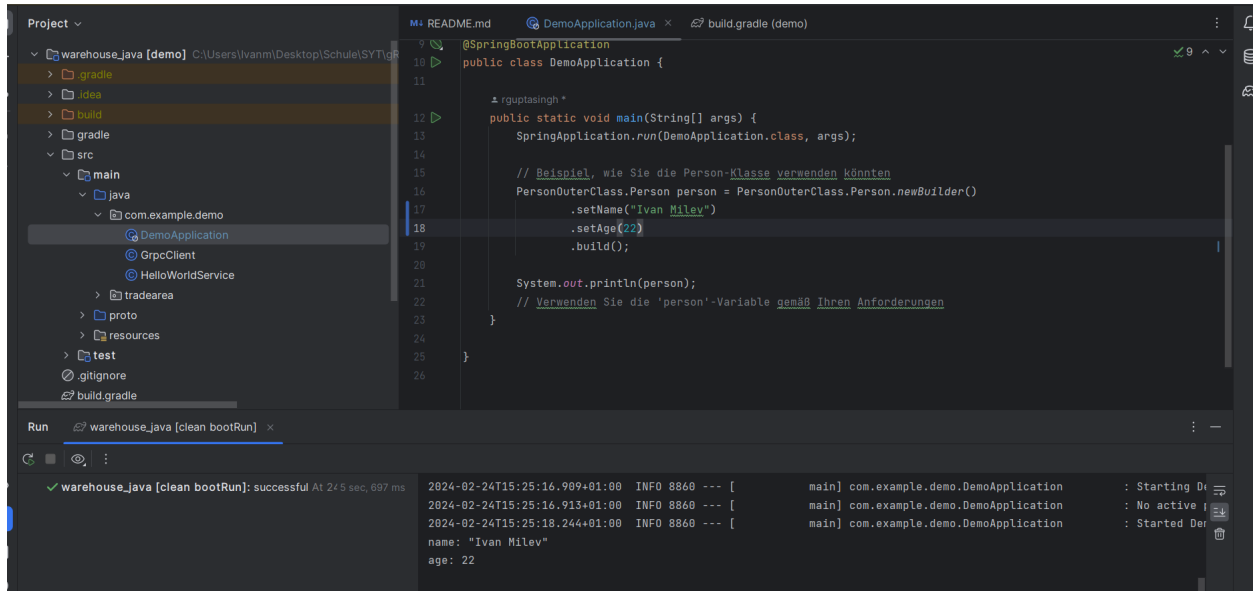 Project
README.md
DemoApplication.java
build.gradle (demo)
warehouse_java [demo] C:\Users\Ivanm\Desktop\Schule\SYT\gR
.gradle
.idea
build
gradle
src
main
java
com.example.demo
DemoApplication
GrpcClient
HelloWorldService
tradearea
proto
resources
test
.gitignore
build.gradle
9
9 @SpringBootApplication
10 public class DemoApplication {
11
rguptasingh *
12 public static void main(String[] args) {
13 SpringApplication.run(DemoApplication.class, args);
14
15 // Beispiel, wie Sie die Person-Klasse verwenden könnten
16 PersonOuterClass.Person person = PersonOuterClass.Person.newBuilder()
17 .setName("Ivan Milev")
18 .setAge(22)
19 .build();
20
21 System.out.println(person);
22 // Verwenden Sie die 'person'-Variable gemäß Ihren Anforderungen
23 }
24
25 }
26
Run
warehouse_java [clean bootRun]
warehouse_java [clean bootRun]: successful At 5 sec, 697 ms
2024-02-24T15:25:16.909+01:00 INFO 8860 --- [ main] com.example.demo.DemoApplication : Starting De
2024-02-24T15:25:16.913+01:00 INFO 8860 --- [ main] com.example.demo.DemoApplication : No active
2024-02-24T15:25:18.244+01:00 INFO 8860 --- [ main] com.example.demo.DemoApplication : Started Der
name: "Ivan Milev"
age: 22